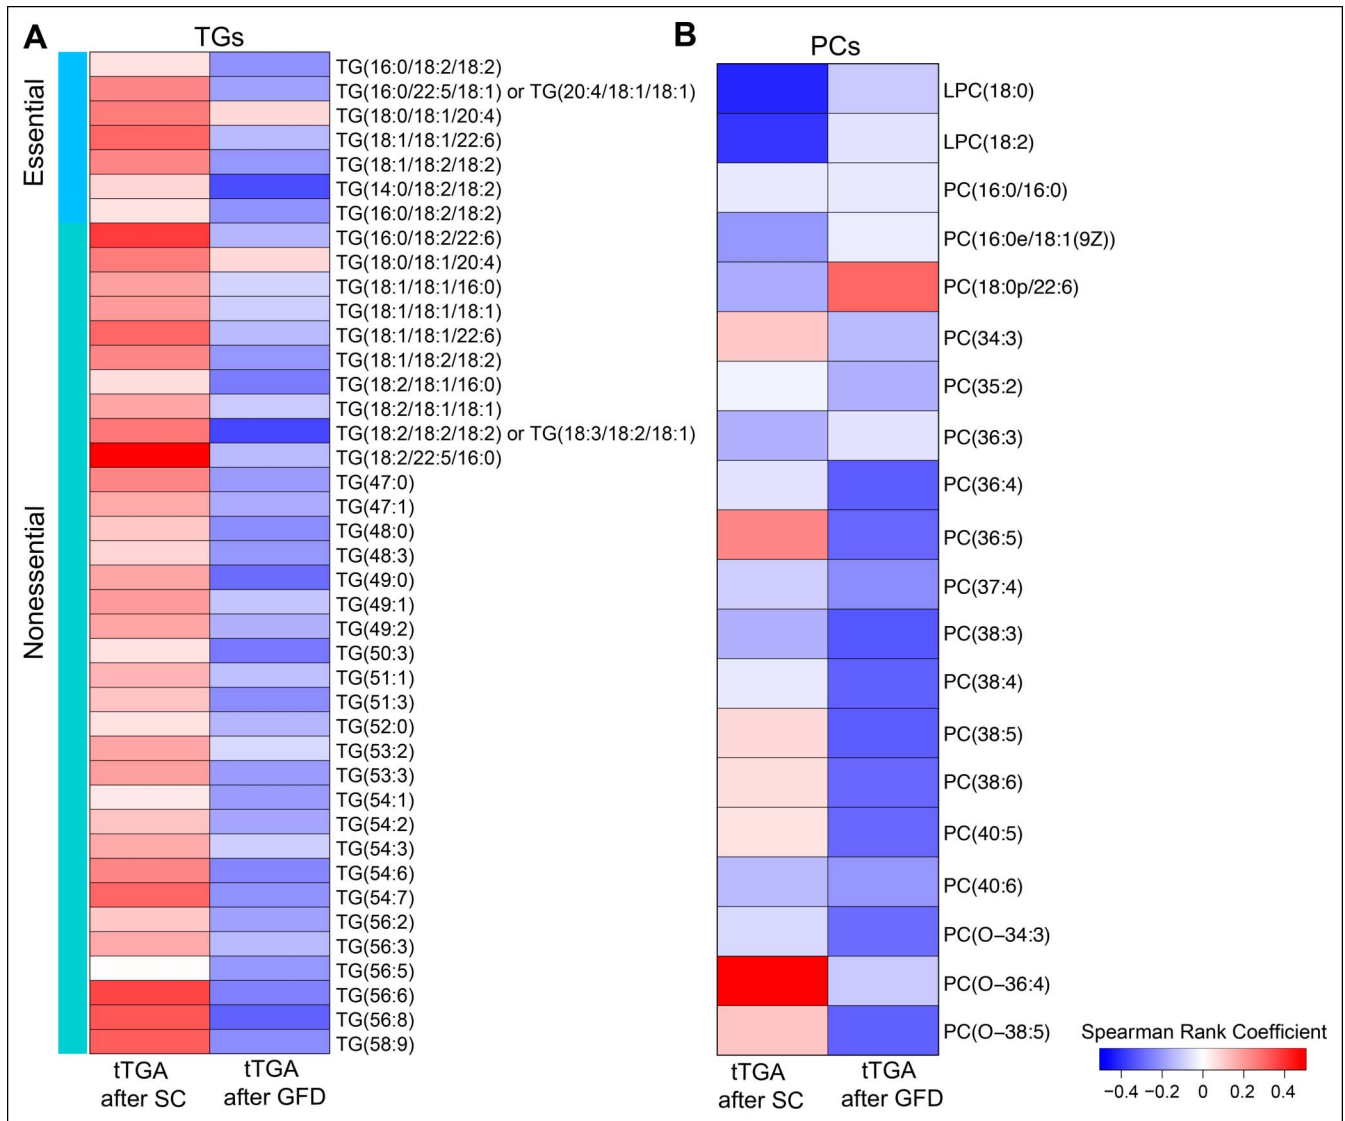 A
TGs
Essential
Nonessential
TG(16:0/18:2/18:2)
TG(16:0/22:5/18:1) or TG(20:4/18:1/18:1)
TG(18:0/18:1/20:4)
TG(18:1/18:1/22:6)
TG(18:1/18:2/18:2)
TG(14:0/18:2/18:2)
TG(16:0/18:2/18:2)
TG(16:0/18:2/22:6)
TG(18:0/18:1/20:4)
TG(18:1/18:1/16:0)
TG(18:1/18:1/18:1)
TG(18:1/18:1/22:6)
TG(18:1/18:2/18:2)
TG(18:2/18:1/16:0)
TG(18:2/18:1/18:1)
TG(18:2/18:2/18:2) or TG(18:3/18:2/18:1)
TG(18:2/22:5/16:0)
TG(47:0)
TG(47:1)
TG(48:0)
TG(48:3)
TG(49:0)
TG(49:1)
TG(49:2)
TG(50:3)
TG(51:1)
TG(51:3)
TG(52:0)
TG(53:2)
TG(53:3)
TG(54:1)
TG(54:2)
TG(54:3)
TG(54:6)
TG(54:7)
TG(56:2)
TG(56:3)
TG(56:5)
TG(56:6)
TG(56:8)
TG(58:9)
tTGA
after SC
tTGA
after GFD
B
PCs
LPC(18:0)
LPC(18:2)
PC(16:0/16:0)
PC(16:0e/18:1(9Z))
PC(18:0p/22:6)
PC(34:3)
PC(35:2)
PC(36:3)
PC(36:4)
PC(36:5)
PC(37:4)
PC(38:3)
PC(38:4)
PC(38:5)
PC(38:6)
PC(40:5)
PC(40:6)
PC(O−34:3)
PC(O−36:4)
PC(O−38:5)
tTGA
after SC
tTGA
after GFD
Spearman Rank Coefficient
−0.4 −0.2 0 0.2 0.4